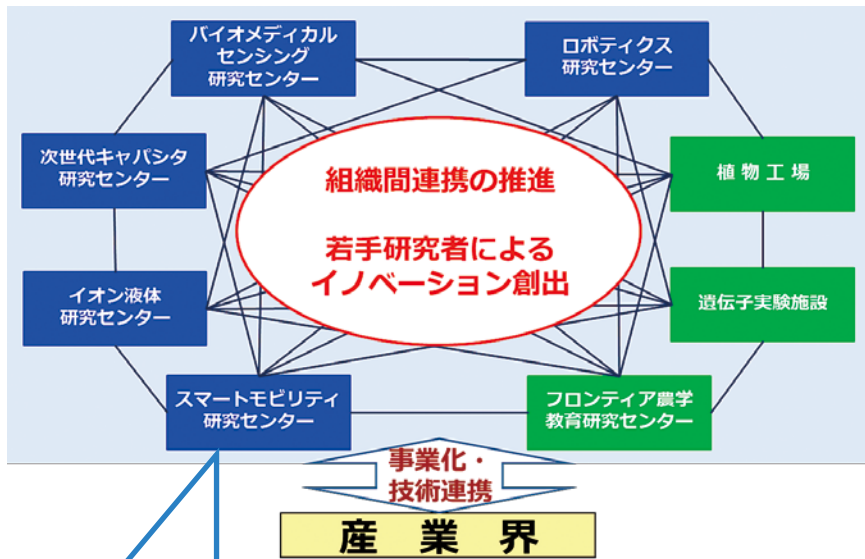 バイオメディカル
センシング
研究センター
ロボティクス
研究センター
次世代キャパシタ
研究センター
組織間連携の推進
植物工場
若手研究者による
イノベーション創出
イオン液体
研究センター
遺伝子実験施設
スマートモビリティ
研究センター
フロンティア農学
教育研究センター
事業化・
技術連携
産業界